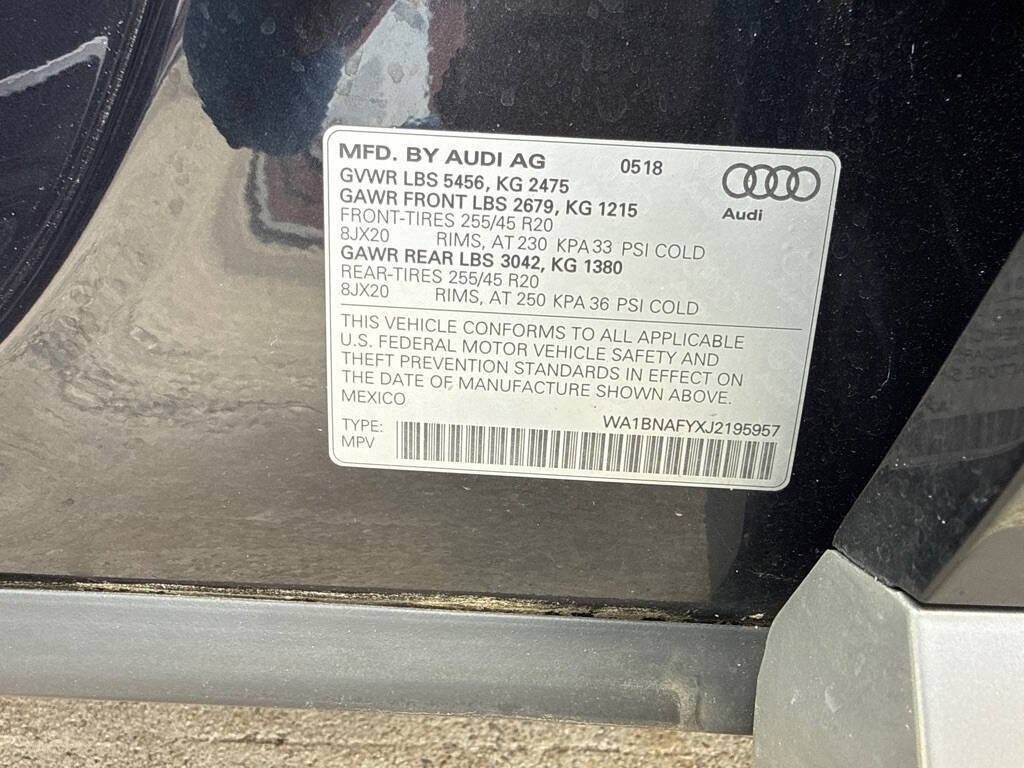 MFD. BY AUDI AG 0518
GVWR LBS 5456, KG 2475
GAWR FRONT LBS 2679, KG 1215
FRONT-TIRES 255/45 R20
8JX20 RIMS, AT 230 KPA 33 PSI COLD
GAWR REAR LBS 3042, KG 1380
REAR-TIRES 255/45 R20
8JX20 RIMS, AT 250 KPA 36 PSI COLD
Audi
THIS VEHICLE CONFORMS TO ALL APPLICABLE
U.S. FEDERAL MOTOR VEHICLE SAFETY AND
THEFT PREVENTION STANDARDS IN EFFECT ON
THE DATE OF MANUFACTURE SHOWN ABOVE.
MEXICO
WA1BNAFYXJ2195957
TYPE:
MPV